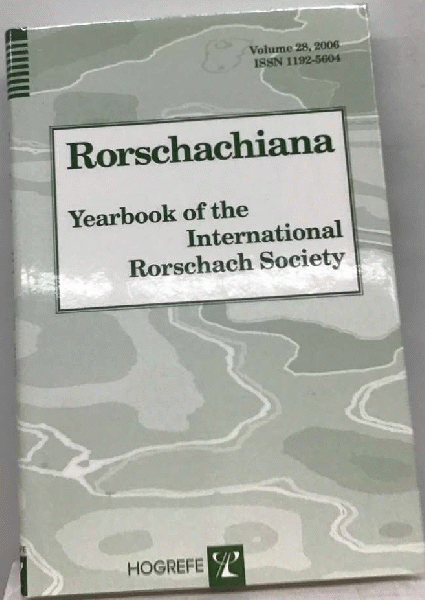 Volume 28, 2006
ISSN 1192-5604
Rorschachiana
Yearbook of the
International
Rorschach Society
HOGREFE